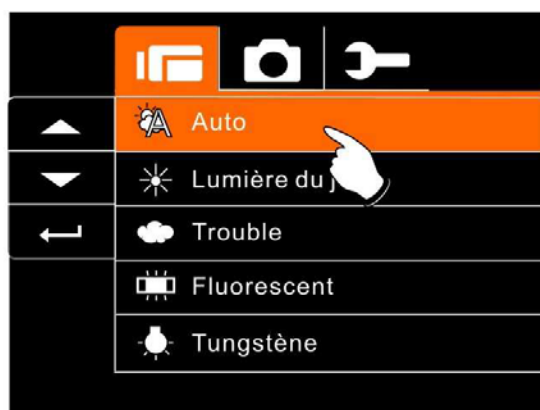 Auto
Lumière du j
Trouble
Fluorescent
Tungstène